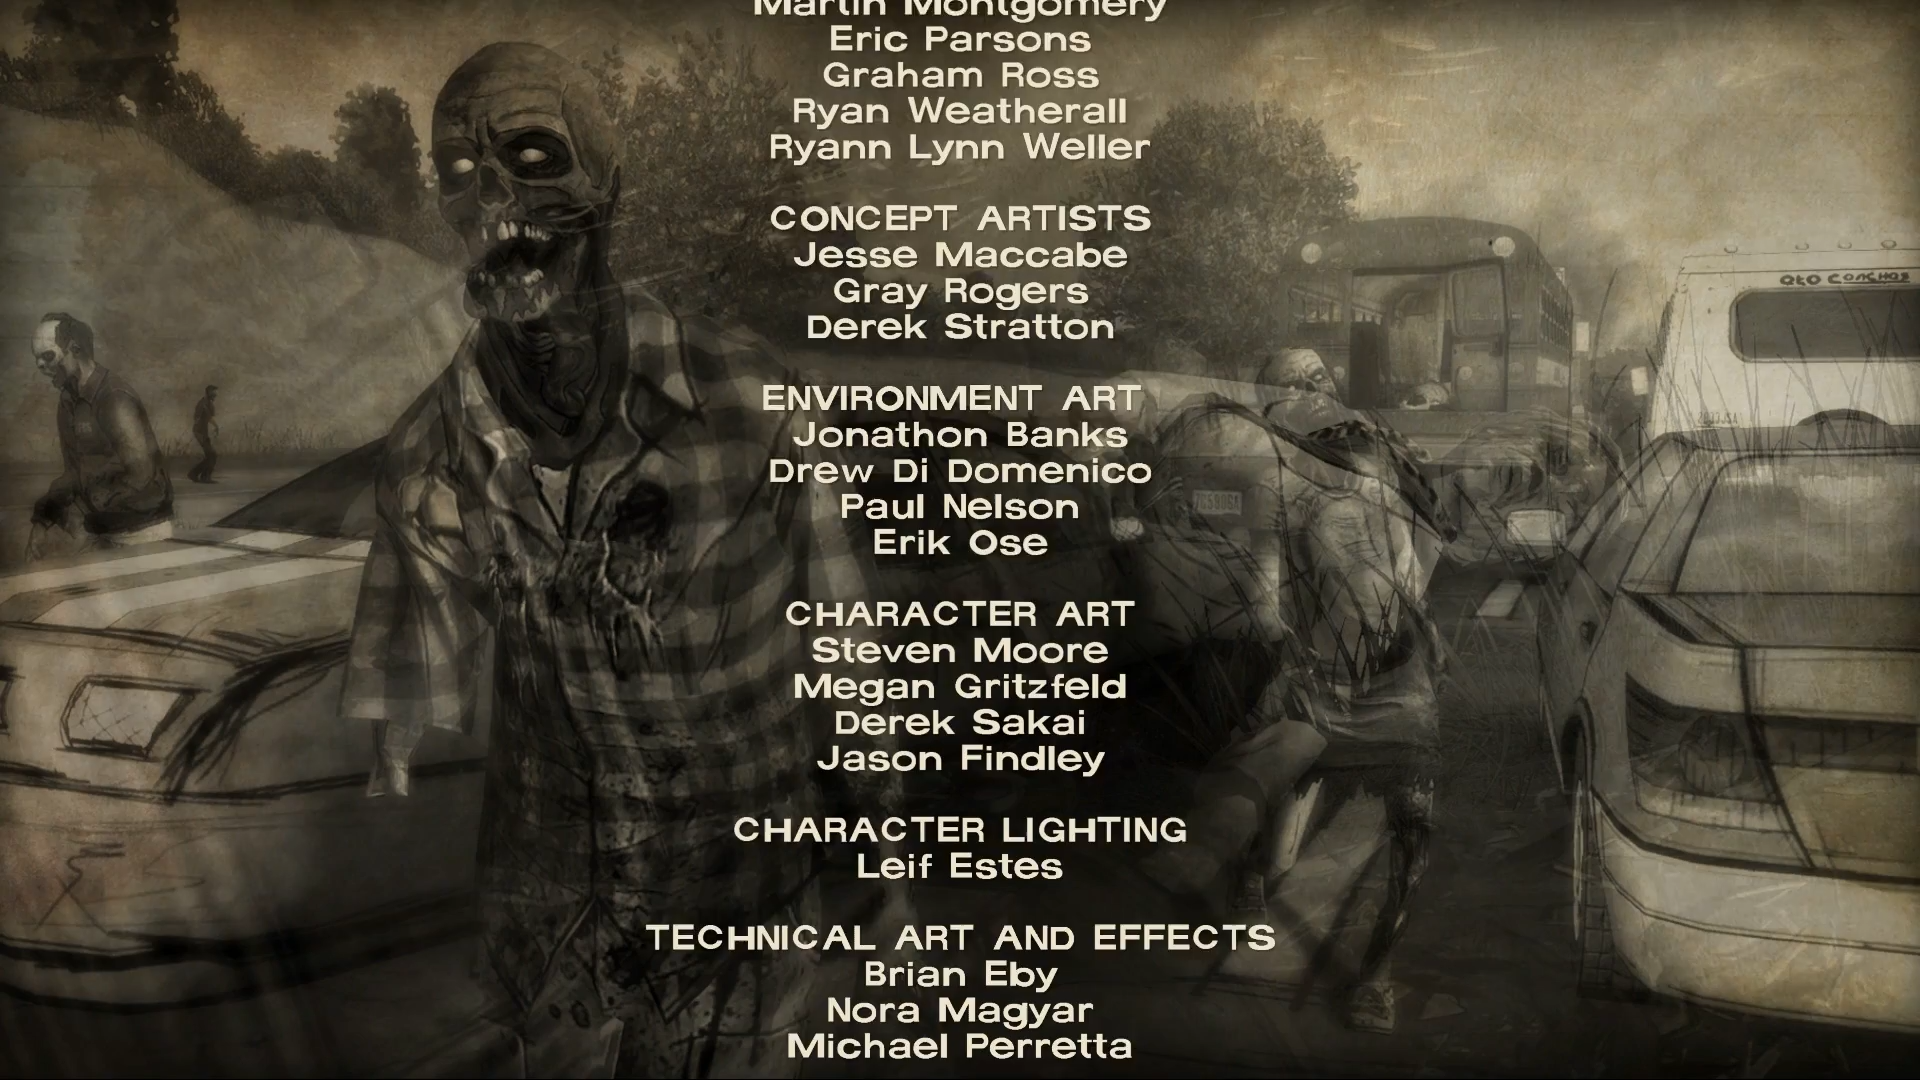 Martin Montgomery
Eric Parsons
Graham Ross
Ryan Weatherall
Ryann Lynn Weller
CONCEPT ARTISTS
Jesse Maccabe
Gray Rogers
Derek Stratton
ENVIRONMENT ART
Jonathon Banks
Drew Di Domenico
Paul Nelson
Erik Ose
CHARACTER ART
Steven Moore
Megan Gritzfeld
Derek Sakai
Jason Findley
CHARACTER LIGHTING
Leif Estes
TECHNICAL ART AND EFFECTS
Brian Eby
Nora Magyar
Michael Perretta